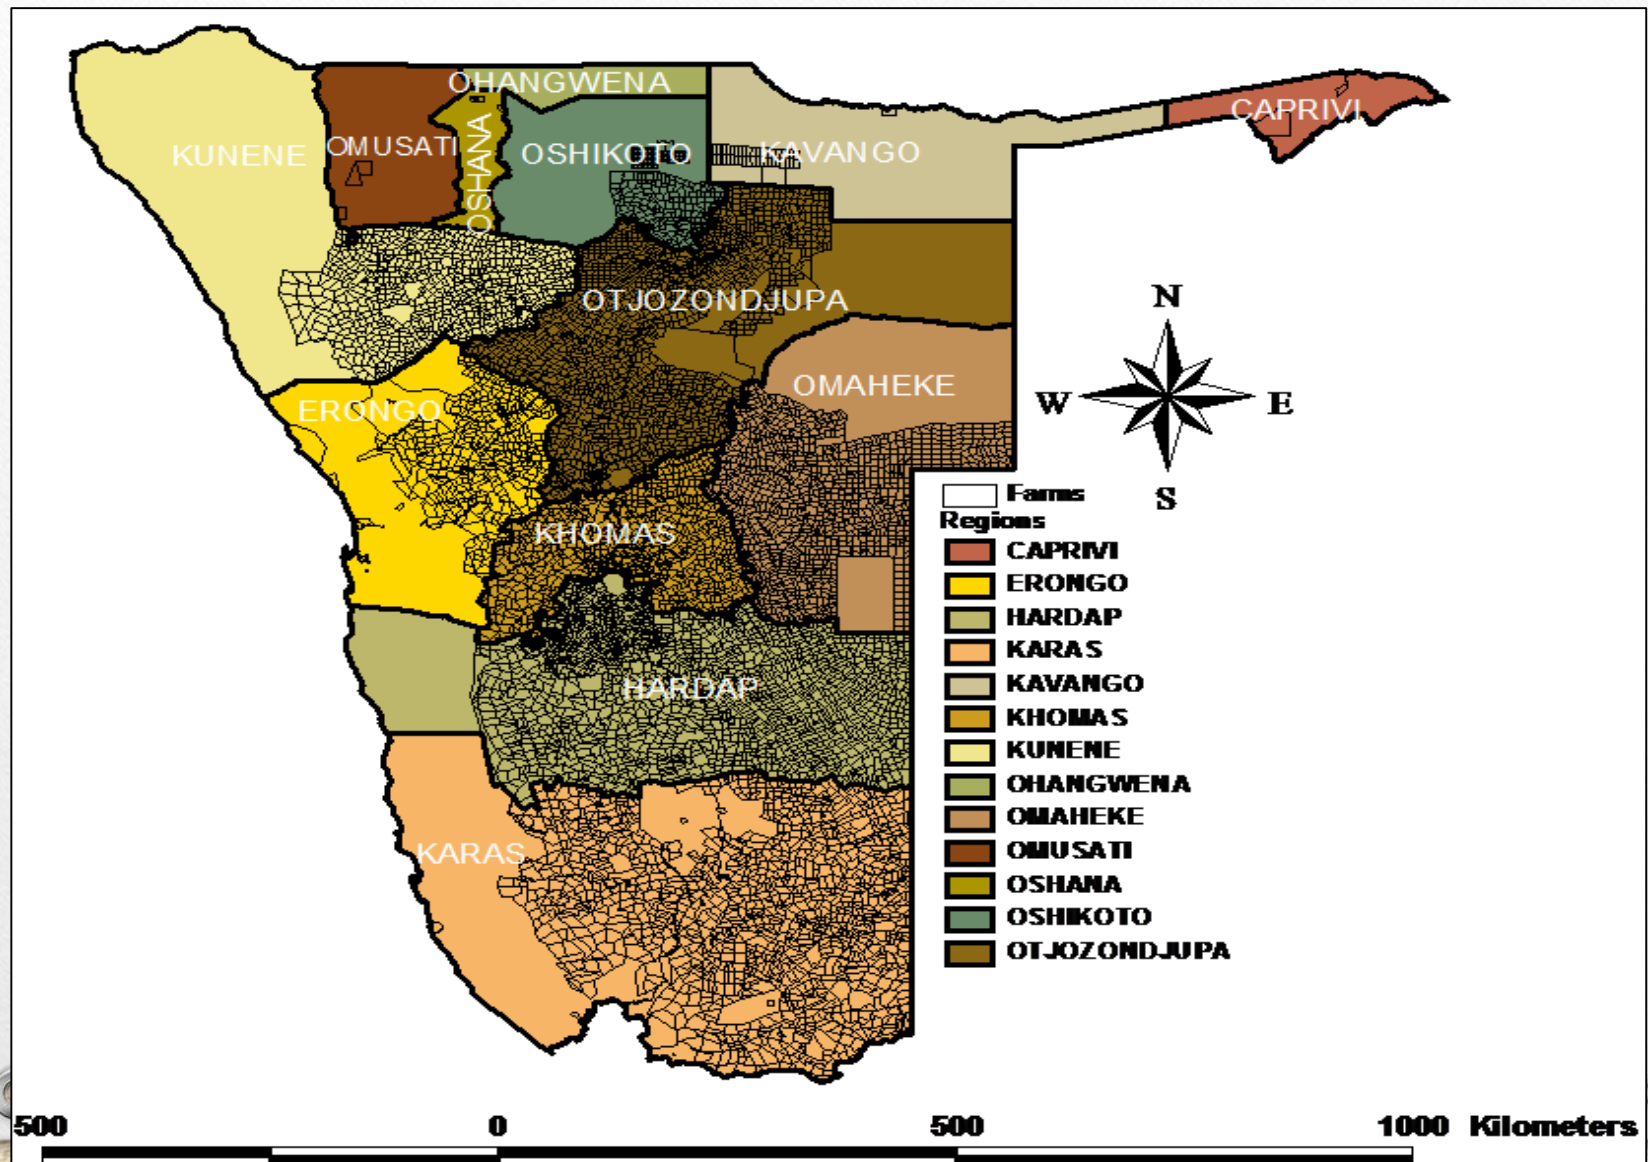 OHANGWENA
CAPRIVI
KUNENE
OMUSATI
OSHANA
OSHIKOTO
KAVANGO
OTJOZONDJUPA
OMAHEKE
ERONGO
KHOMAS
HARDAP
KARAS
N
W
E
S
Farms
Regions
CAPRIVI
ERONGO
HARDAP
KARAS
KAVANGO
KHOMAS
KUNENE
OHANGWENA
OMAHEKE
OMUSATI
OSHANA
OSHIKOTO
OTJOZONDJUPA
500 0 500 1000 Kilometers